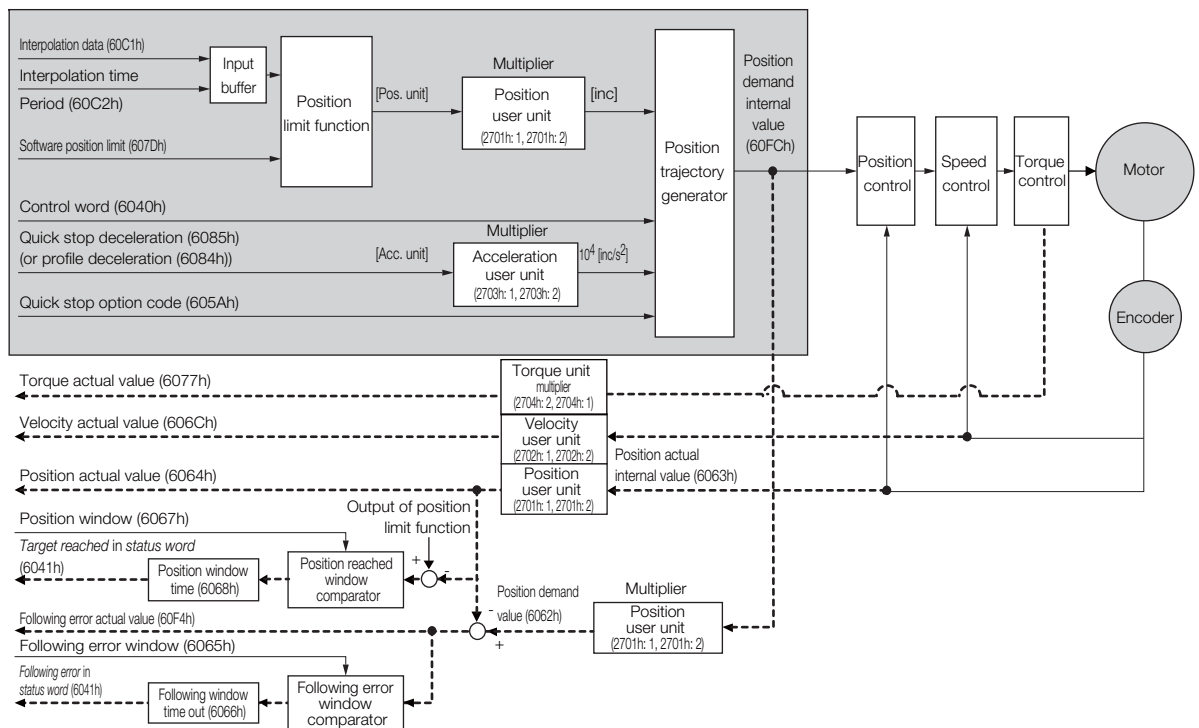 Interpolation data (60C1h)
Interpolation time
Period (60C2h)
Input
buffer
Software position limit (607Dh)
Position
limit function
[Pos. unit]
Multiplier
Position
user unit
(2701h: 1, 2701h: 2)
[inc]
Control word (6040h)
Quick stop deceleration (6085h)
(or profile deceleration (6084h))
[Acc. unit]
Multiplier
Acceleration
user unit
(2703h: 1, 2703h: 2)
10⁴ [inc/s²]
Quick stop option code (605Ah)
Position
trajectory
generator
Position
demand
internal
value
(60FCh)
Position
control
Speed
control
Torque
control
Motor
Encoder
Torque actual value (6077h)
Torque unit
multiplier
(2704h: 2, 2704h: 1)
Velocity actual value (606Ch)
Velocity
user unit
(2702h: 1, 2702h: 2)
Position actual value (6064h)
Position
user unit
(2701h: 1, 2701h: 2)
Position actual
internal value (6063h)
Position window (6067h)
Output of position
limit function
Target reached in status word
(6041h)
Position window
time (6068h)
Position reached
window
comparator
+
-
Following error actual value (60F4h)
-
+
Position demand
value (6062h)
Multiplier
Position
user unit
(2701h: 1, 2701h: 2)
Following error window (6065h)
Following error in
status word (6041h)
Following window
time out (6066h)
Following error
window
comparator